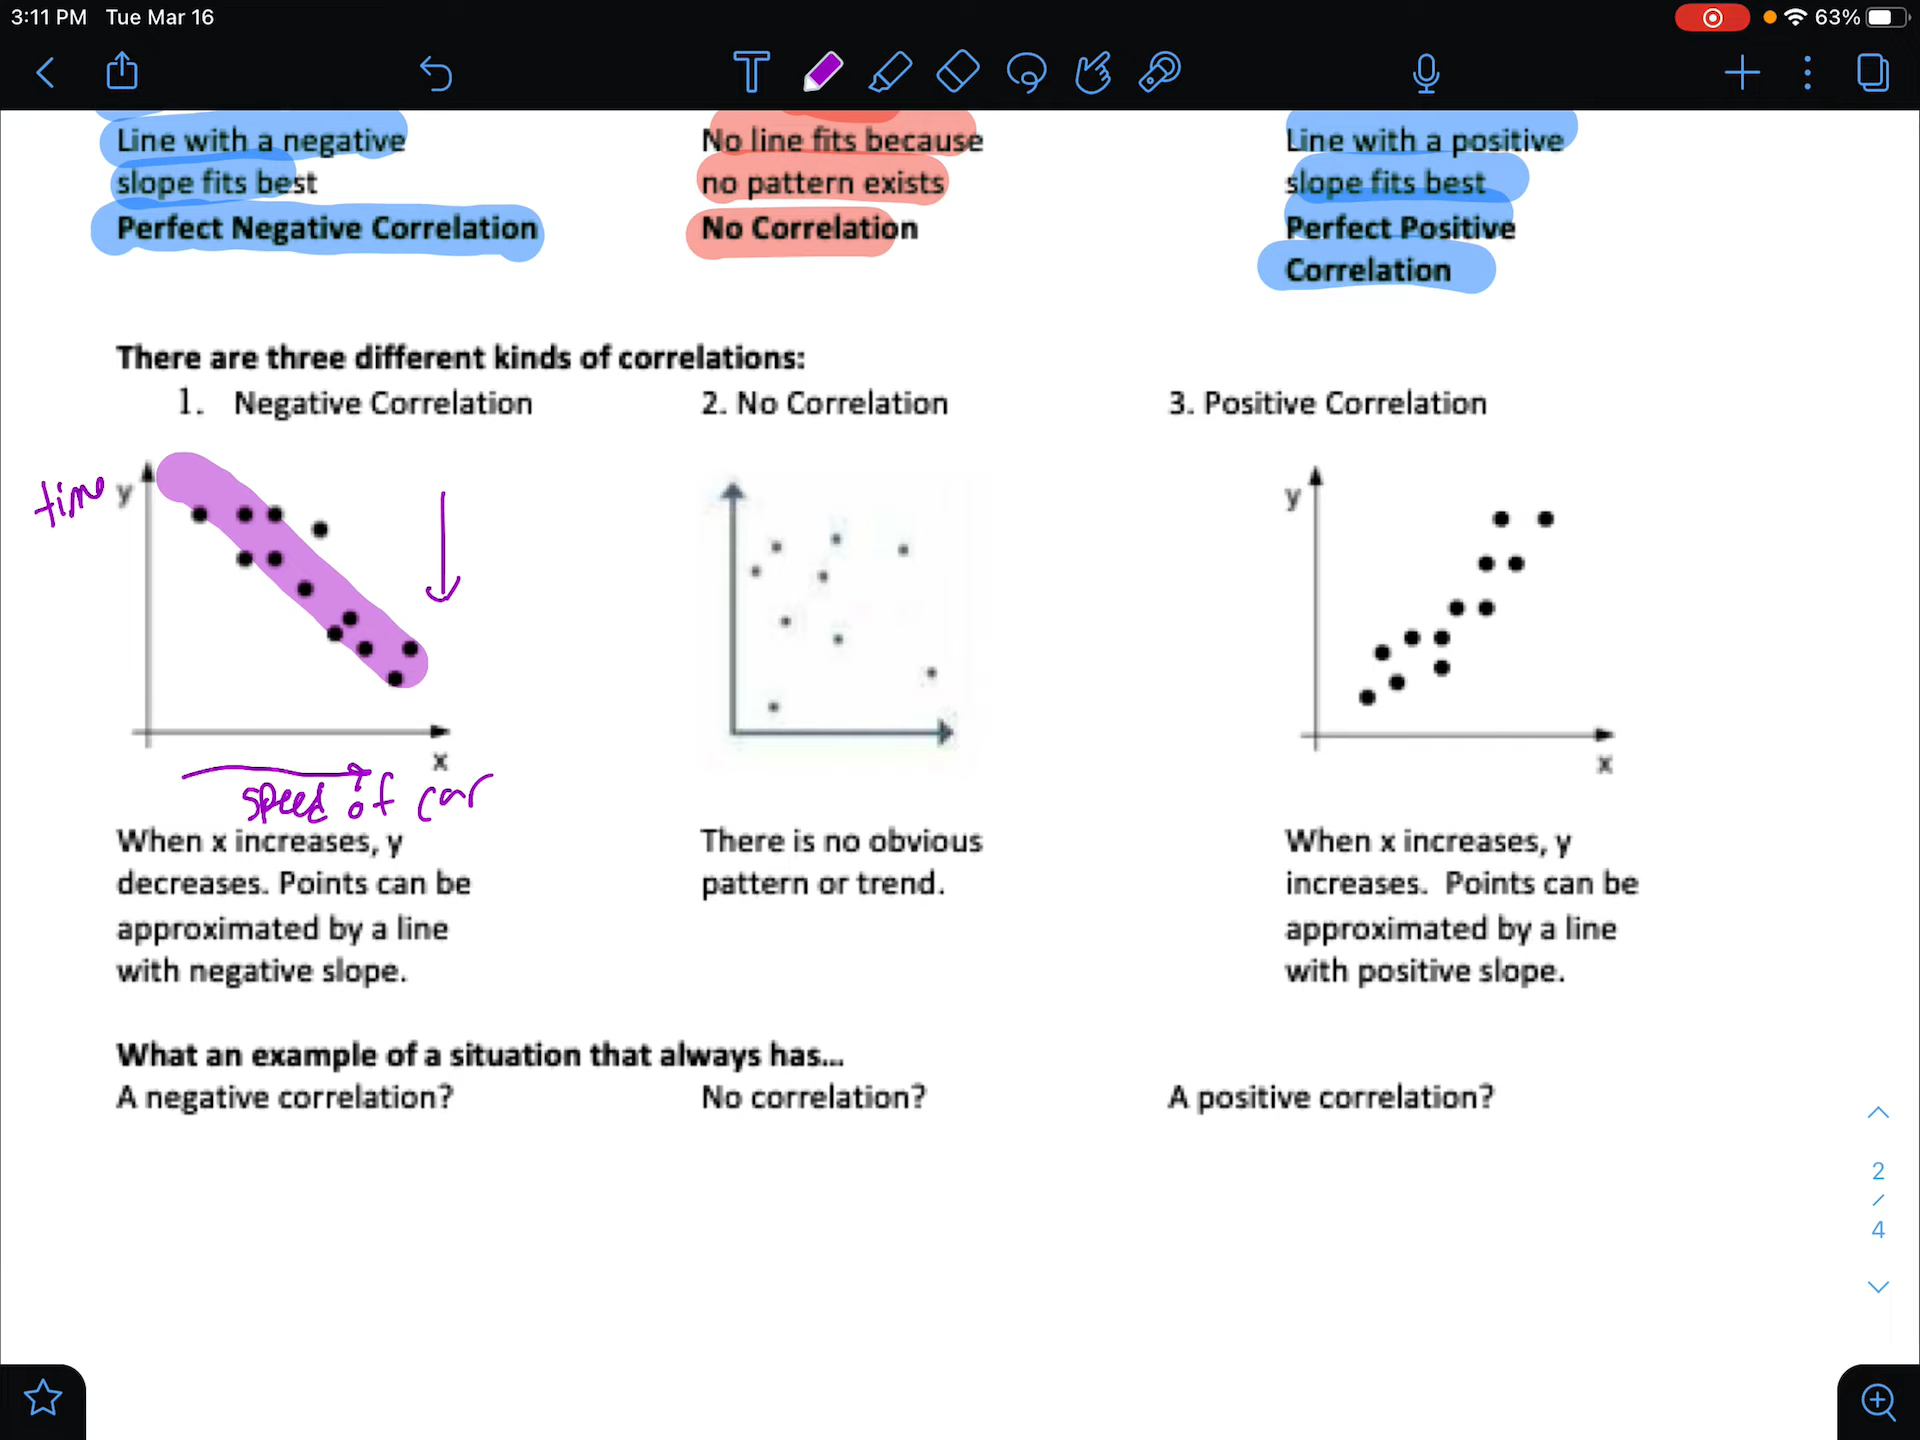 3:11 PM Tue Mar 16
63%
T
Line with a negative
slope fits best
Perfect Negative Correlation
No line fits because
no pattern exists
No Correlation
Line with a positive
slope fits best
Perfect Positive
Correlation
There are three different kinds of correlations:
1. Negative Correlation
2. No Correlation
3. Positive Correlation
time
y
x
speed of car
y
x
When x increases, y
decreases. Points can be
approximated by a line
with negative slope.
There is no obvious
pattern or trend.
When x increases, y
increases. Points can be
approximated by a line
with positive slope.
What an example of a situation that always has...
A negative correlation?
No correlation?
A positive correlation?
2
/
4